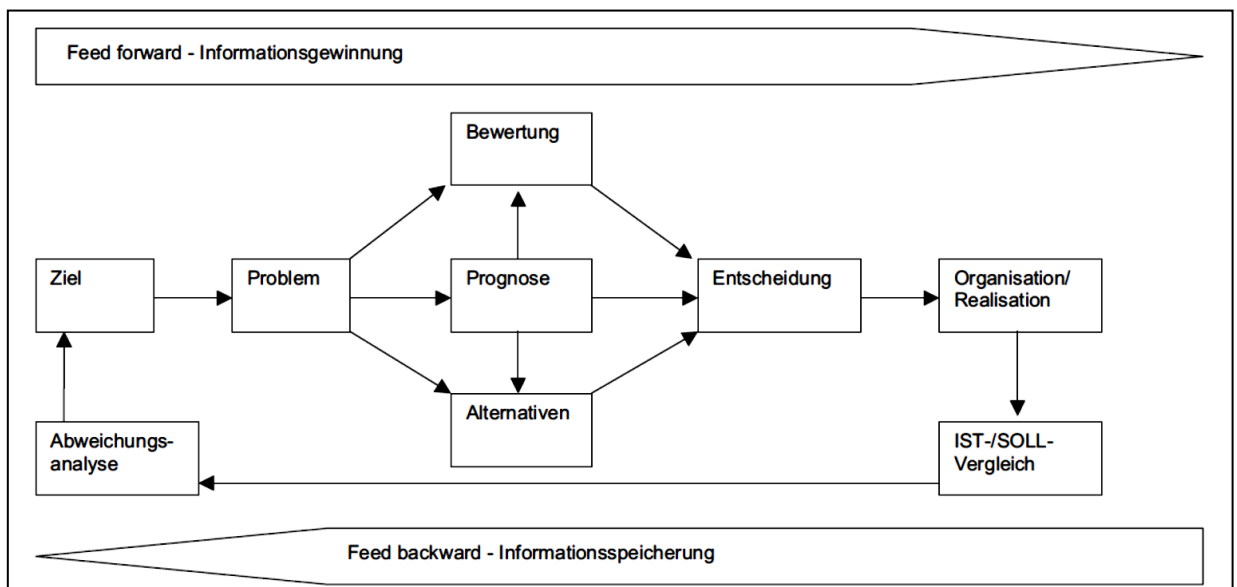 Feed forward - Informationsgewinnung
Bewertung
Ziel
Problem
Prognose
Entscheidung
Organisation/
Realisation
Alternativen
Abweichungs-
analyse
IST-/SOLL-
Vergleich
Feed backward - Informationsspeicherung